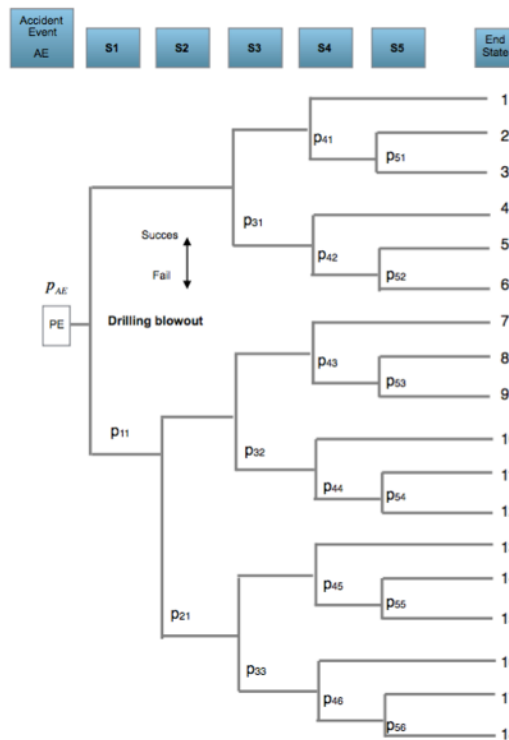 Accident Event AE
S1
S2
S3
S4
S5
End State
1
p41
2
p51
3
p31
4
Succes
p42
5
p52
Fail
6
pAE
PE
Drilling blowout
7
p43
8
p53
9
p11
p32
1
p44
1
p54
1
1
p45
1
p21
p55
1
p33
1
p46
1
p56
1